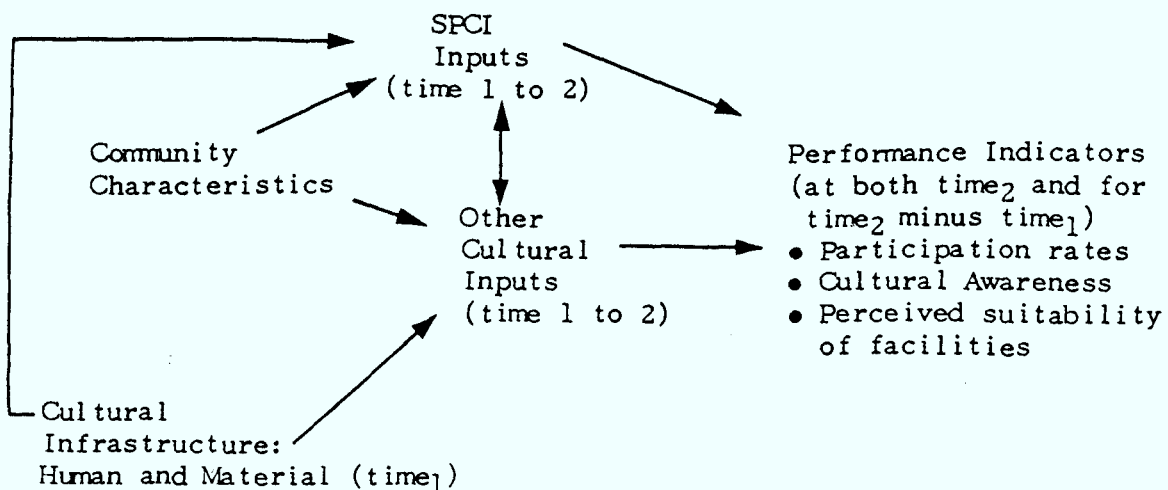 SPCI
Inputs
(time 1 to 2)
Community
Characteristics
Other
Cultural
Inputs
(time 1 to 2)
Performance Indicators
(at both time₂ and for
time₂ minus time₁)
• Participation rates
• Cultural Awareness
• Perceived suitability
of facilities
Cultural
Infrastructure:
Human and Material (time₁)